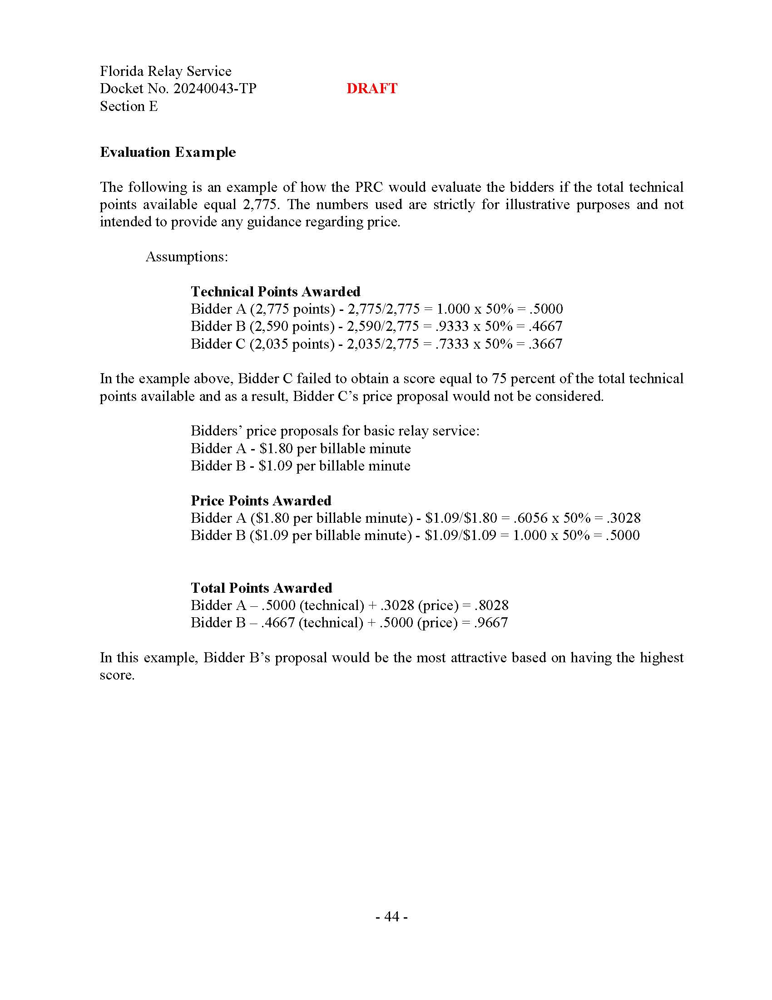 Florida Relay Service
Docket No. 20240043-TP DRAFT
Section E
Evaluation Example
The following is an example of how the PRC would evaluate the bidders if the total technical
points available equal 2,775. The numbers used are strictly for illustrative purposes and not
intended to provide any guidance regarding price.
Assumptions:
Technical Points Awarded
Bidder A (2,775 points) - 2,775/2,775 = 1.000 x 50% = .5000
Bidder B (2,590 points) - 2,590/2,775 = .9333 x 50% = .4667
Bidder C (2,035 points) - 2,035/2,775 = .7333 x 50% = .3667
In the example above, Bidder C failed to obtain a score equal to 75 percent of the total technical
points available and as a result, Bidder C’s price proposal would not be considered.
Bidders’ price proposals for basic relay service:
Bidder A - $1.80 per billable minute
Bidder B - $1.09 per billable minute
Price Points Awarded
Bidder A ($1.80 per billable minute) - $1.09/$1.80 = .6056 x 50% = .3028
Bidder B ($1.09 per billable minute) - $1.09/$1.09 = 1.000 x 50% = .5000
Total Points Awarded
Bidder A – .5000 (technical) + .3028 (price) = .8028
Bidder B – .4667 (technical) + .5000 (price) = .9667
In this example, Bidder B’s proposal would be the most attractive based on having the highest
score.
- 44 -